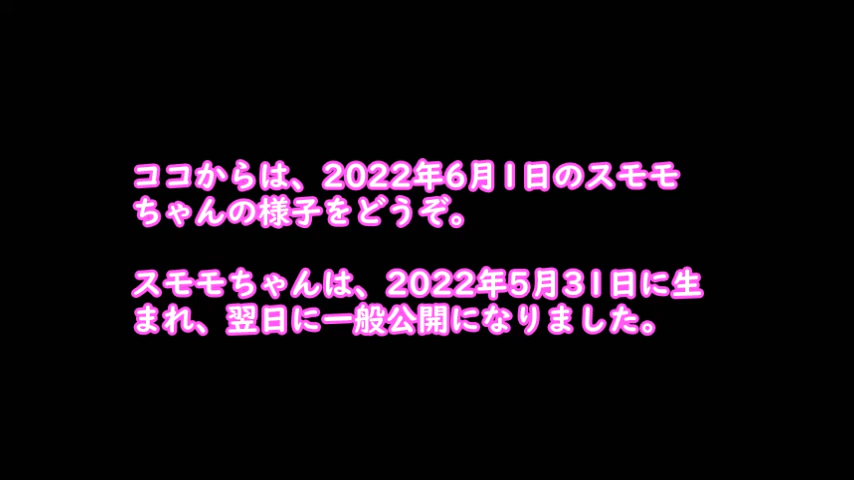 ココからは、2022年6月1日のスモモ
ちゃんの様子をどうぞ。
スモモちゃんは、2022年5月31日に生
まれ、翌日に一般公開になりました。